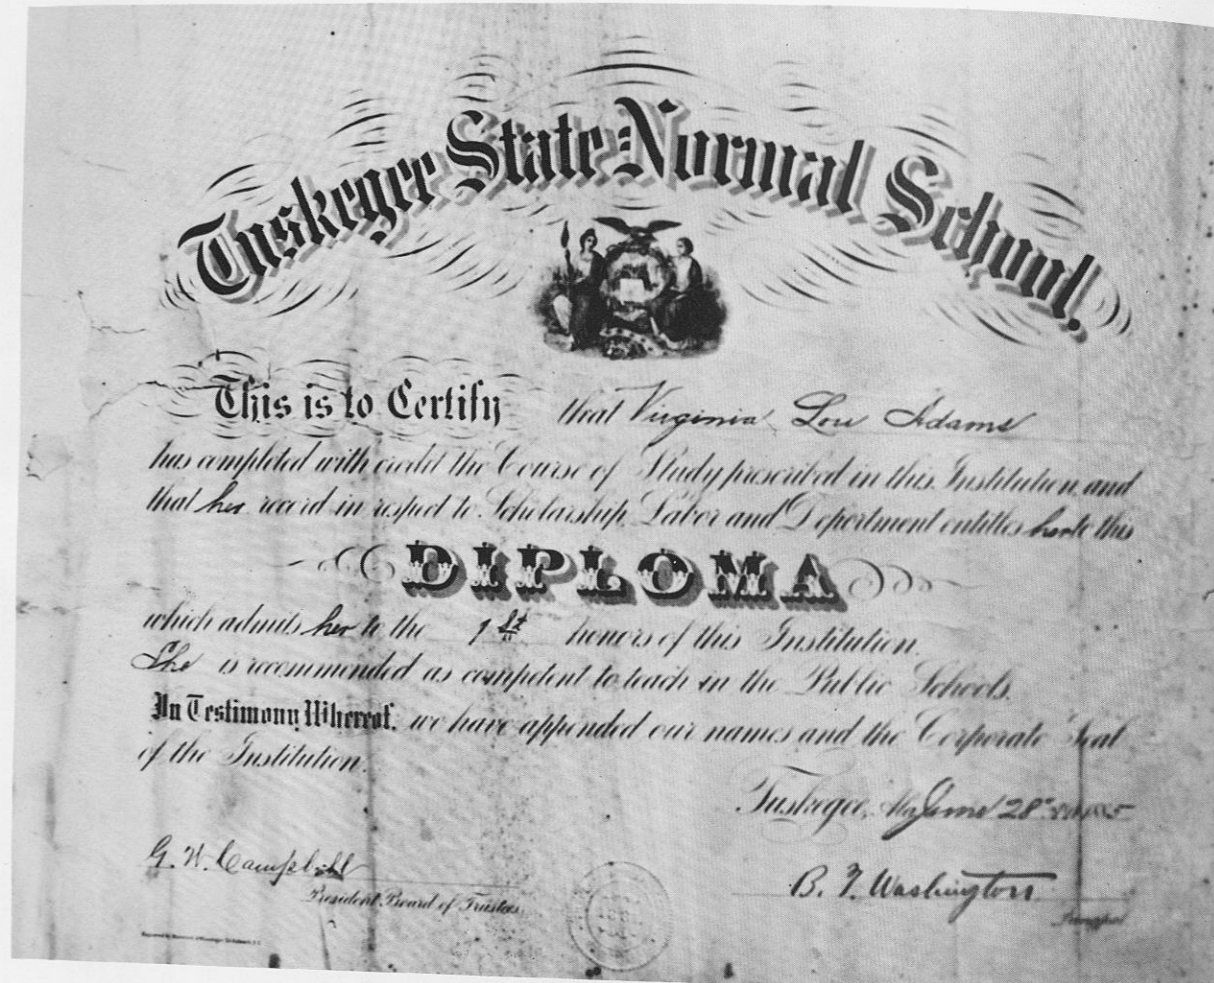 Tuskegee State Normal School.
This is to Certify that Virginia Lou Adams
has completed with credit the Course of Study prescribed in this Institution, and
that her record in respect to Scholarship, Labor and Deportment entitles her to this
DIPLOMA
which admits her to the 1st honors of this Institution.
She is recommended as competent to teach in the Public Schools.
In Testimony Whereof, we have appended our names and the Corporate Seal
of the Institution.
Tuskegee, Ala. June 28
G. W. Campbell
President Board of Trustees.
B. T. Washington
Principal